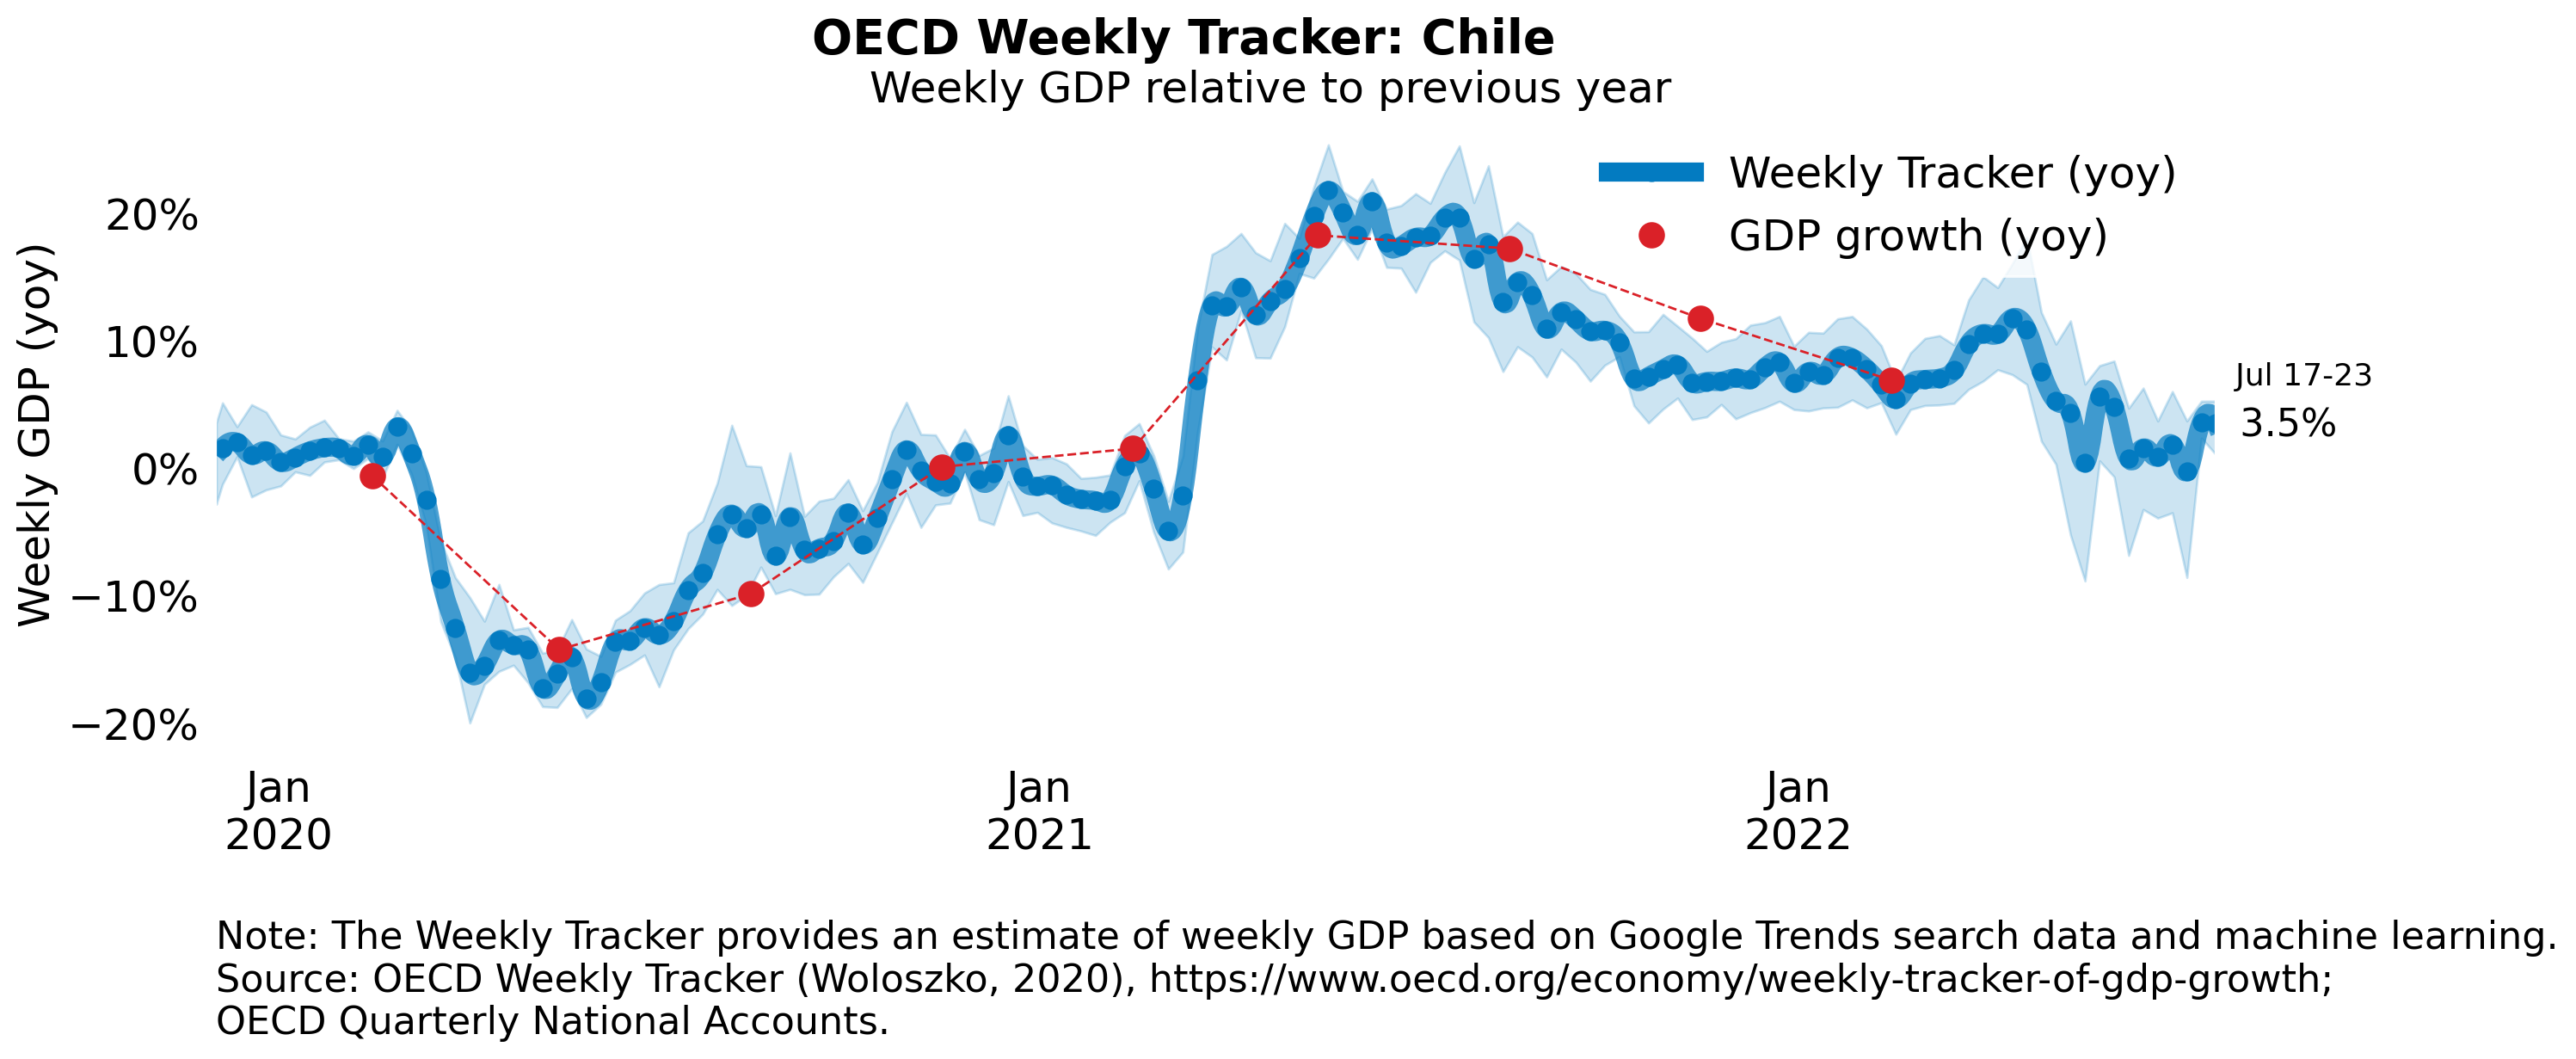 OECD Weekly Tracker: Chile
Weekly GDP relative to previous year
Weekly Tracker (yoy)
GDP growth (yoy)
Weekly GDP (yoy)
20%
10%
0%
−10%
−20%
Jul 17-23
3.5%
Jan
2020
Jan
2021
Jan
2022
Note: The Weekly Tracker provides an estimate of weekly GDP based on Google Trends search data and machine learning.
Source: OECD Weekly Tracker (Woloszko, 2020), https://www.oecd.org/economy/weekly-tracker-of-gdp-growth;
OECD Quarterly National Accounts.